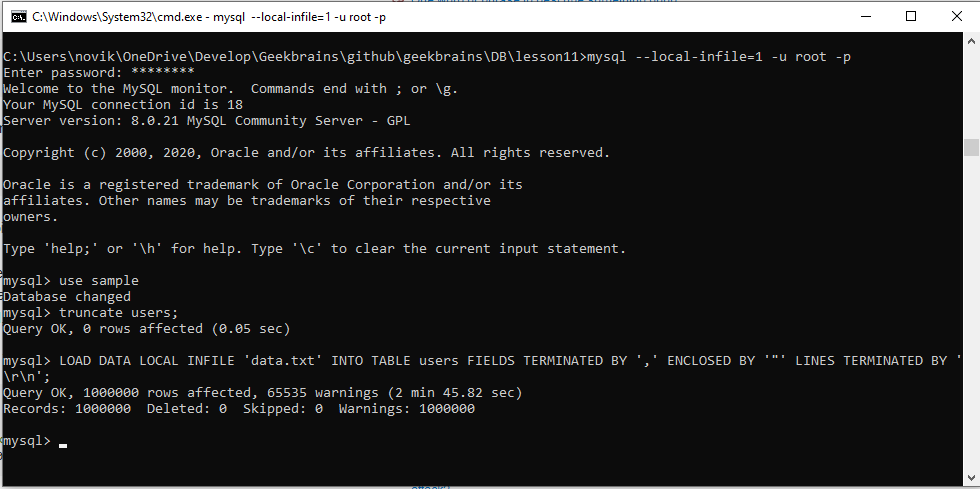 C:\Windows\System32\cmd.exe - mysql --local-infile=1 -u root -p
C:\Users\novik\OneDrive\Develop\Geekbrains\github\geekbrains\DB\lesson11>mysql --local-infile=1 -u root -p
Enter password: ********
Welcome to the MySQL monitor.  Commands end with ; or \g.
Your MySQL connection id is 18
Server version: 8.0.21 MySQL Community Server - GPL
Copyright (c) 2000, 2020, Oracle and/or its affiliates. All rights reserved.
Oracle is a registered trademark of Oracle Corporation and/or its
affiliates. Other names may be trademarks of their respective
owners.
Type 'help;' or '\h' for help. Type '\c' to clear the current input statement.
mysql> use sample
Database changed
mysql> truncate users;
Query OK, 0 rows affected (0.05 sec)
mysql> LOAD DATA LOCAL INFILE 'data.txt' INTO TABLE users FIELDS TERMINATED BY ',' ENCLOSED BY '"' LINES TERMINATED BY '
\r\n';
Query OK, 1000000 rows affected, 65535 warnings (2 min 45.82 sec)
Records: 1000000  Deleted: 0  Skipped: 0  Warnings: 1000000
mysql>